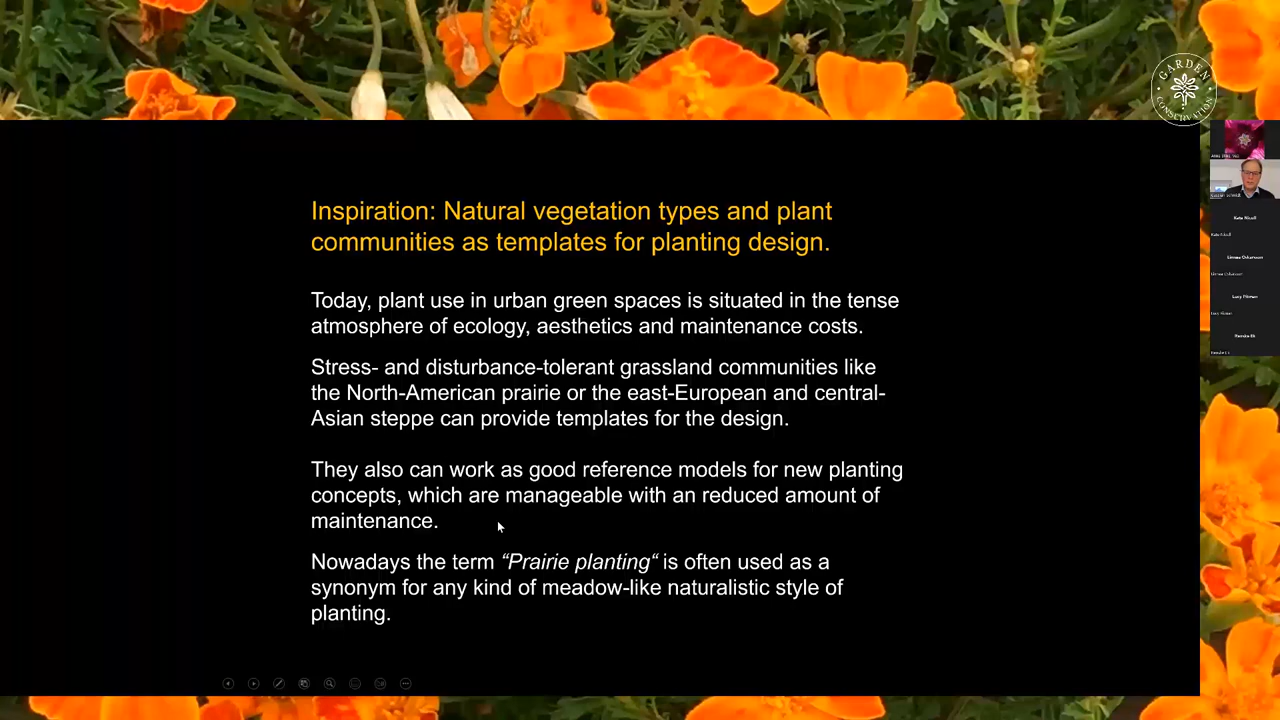 GARDEN
CONSERVATION
Inspiration: Natural vegetation types and plant
communities as templates for planting design.
Today, plant use in urban green spaces is situated in the tense
atmosphere of ecology, aesthetics and maintenance costs.
Stress- and disturbance-tolerant grassland communities like
the North-American prairie or the east-European and central-
Asian steppe can provide templates for the design.
They also can work as good reference models for new planting
concepts, which are manageable with an reduced amount of
maintenance.
Nowadays the term “Prairie planting“ is often used as a
synonym for any kind of meadow-like naturalistic style of
planting.